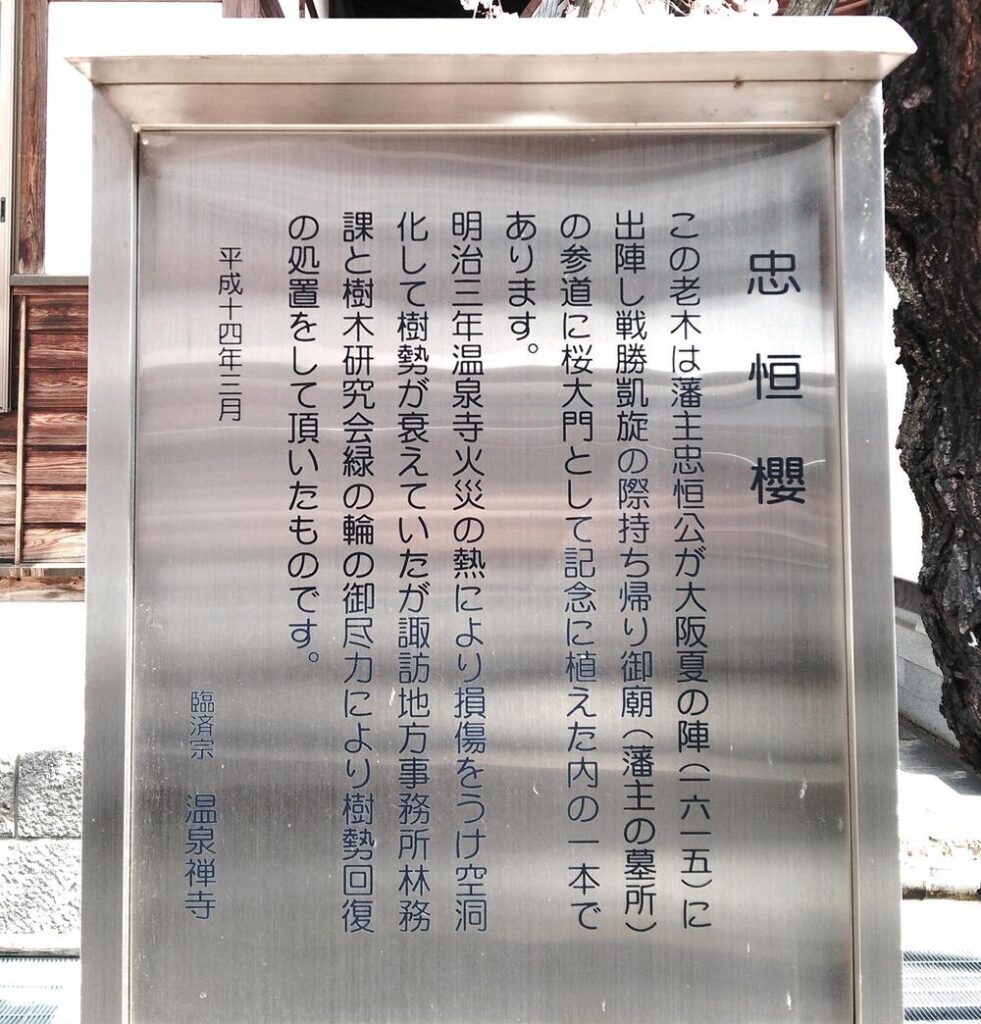 忠恒櫻
この老木は藩主忠恒公が大阪夏の陣(一六一五)に
出陣し戦勝凱旋の際持ち帰り御廟(藩主の墓所)
の参道に桜大門として記念に植えた内の一本で
あります。
明治三年温泉寺火災の熱により損傷をうけ空洞
化して樹勢が衰えていたが諏訪地方事務所林務
課と樹木研究会緑の輪の御尽力により樹勢回復
の処置をして頂いたものです。
平成十四年三月
臨済宗 温泉禅寺